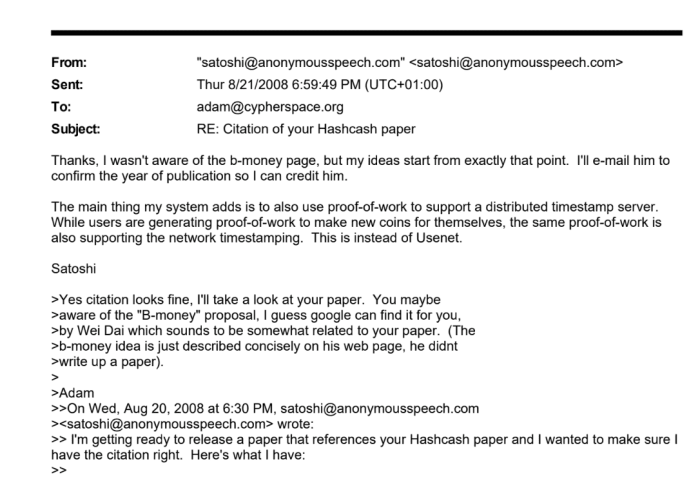 From: "satoshi@anonymousspeech.com" <satoshi@anonymousspeech.com>
Sent: Thur 8/21/2008 6:59:49 PM (UTC+01:00)
To: adam@cypherspace.org
Subject: RE: Citation of your Hashcash paper
Thanks, I wasn't aware of the b-money page, but my ideas start from exactly that point.  I'll e-mail him to
confirm the year of publication so I can credit him.
The main thing my system adds is to also use proof-of-work to support a distributed timestamp server.
While users are generating proof-of-work to make new coins for themselves, the same proof-of-work is
also supporting the network timestamping.  This is instead of Usenet.
Satoshi
>Yes citation looks fine, I'll take a look at your paper.  You maybe
>aware of the "B-money" proposal, I guess google can find it for you,
>by Wei Dai which sounds to be somewhat related to your paper.  (The
>b-money idea is just described concisely on his web page, he didnt
>write up a paper).
>
>Adam
>>On Wed, Aug 20, 2008 at 6:30 PM, satoshi@anonymousspeech.com
><satoshi@anonymousspeech.com> wrote:
>> I'm getting ready to release a paper that references your Hashcash paper and I wanted to make sure I
have the citation right.  Here's what I have:
>>